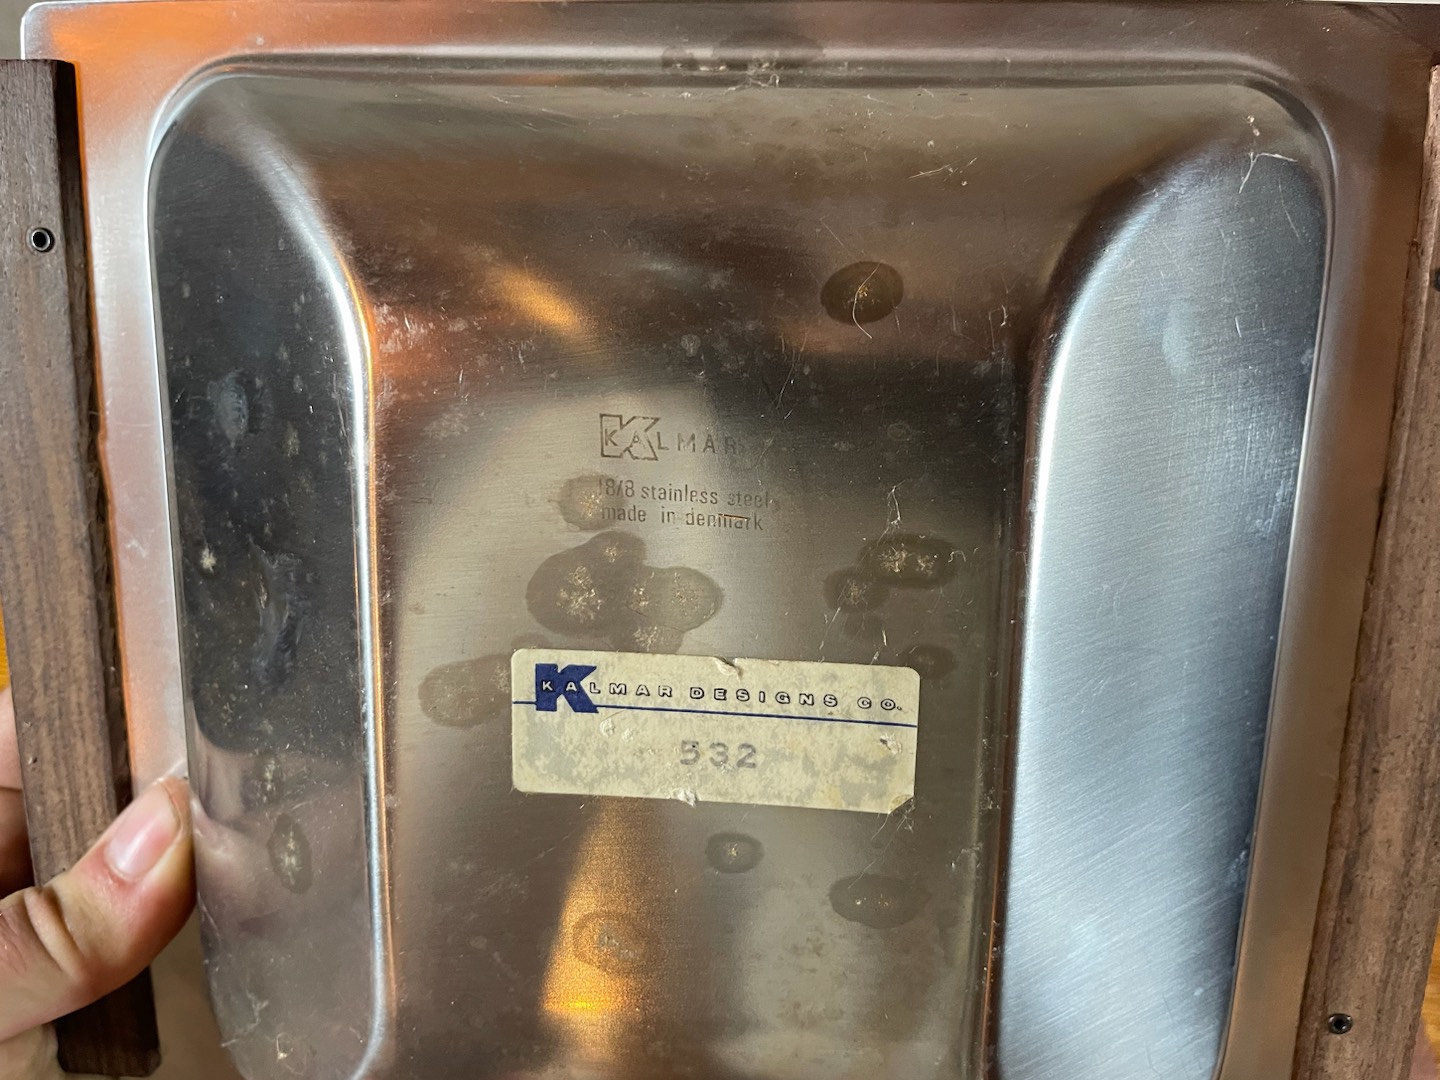 KALMAR
18/8 stainless steel
made in denmark
KALMAR DESIGNS CO.
532